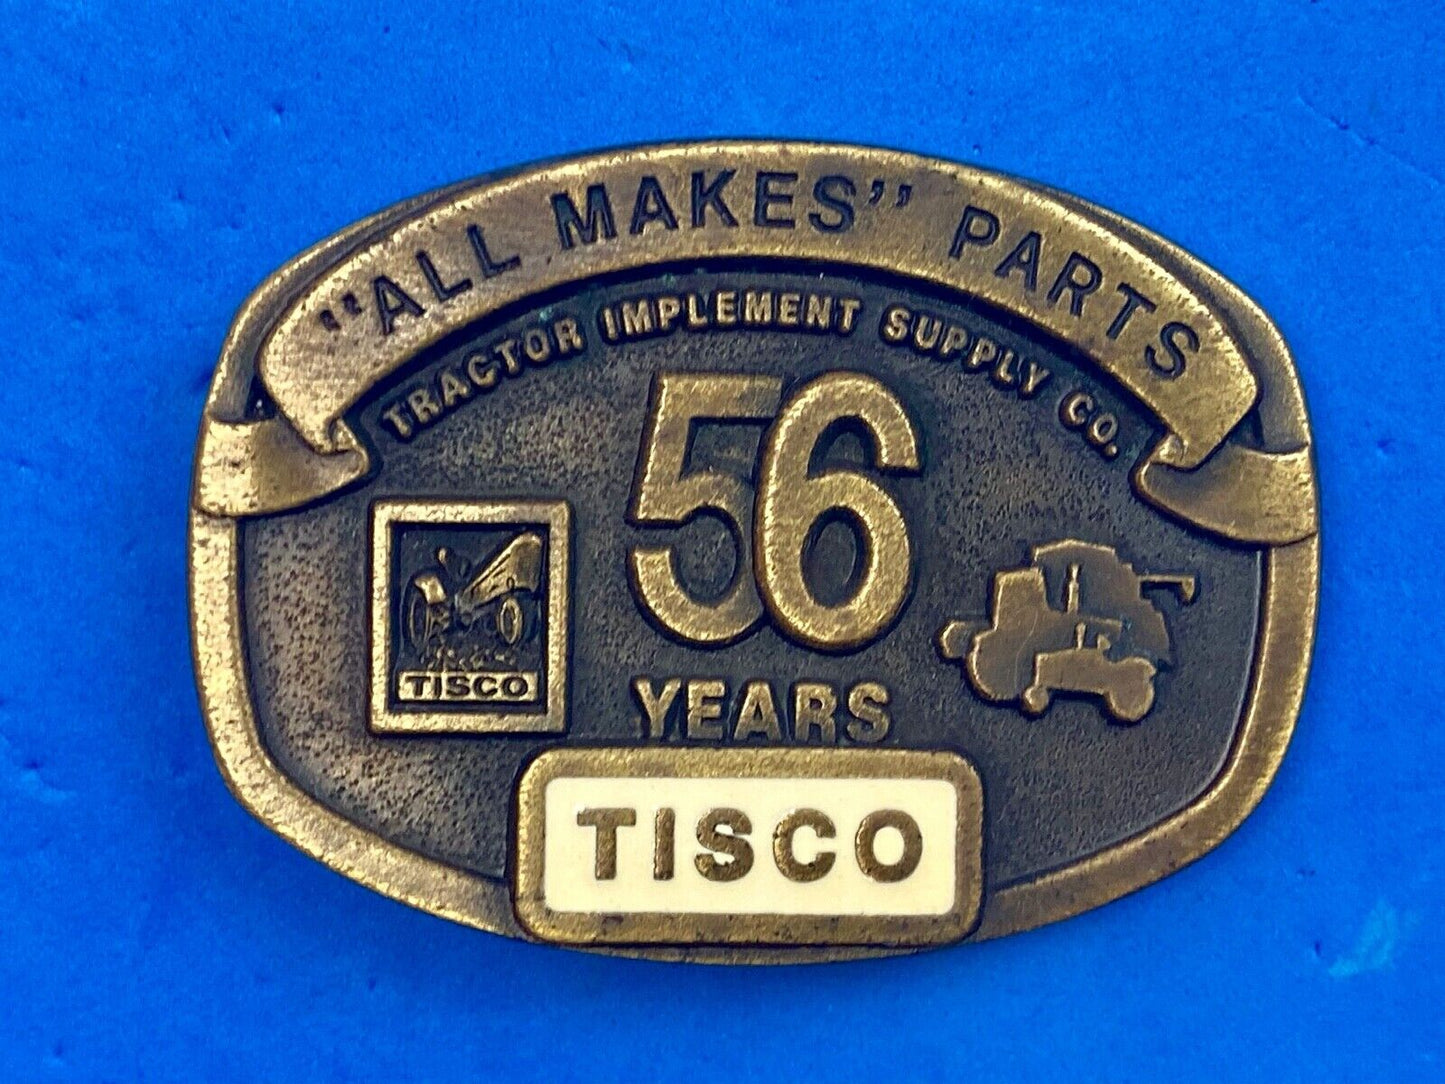 "ALL MAKES" PARTS
TRACTOR IMPLEMENT SUPPLY CO.
56
YEARS
TISCO
TISCO